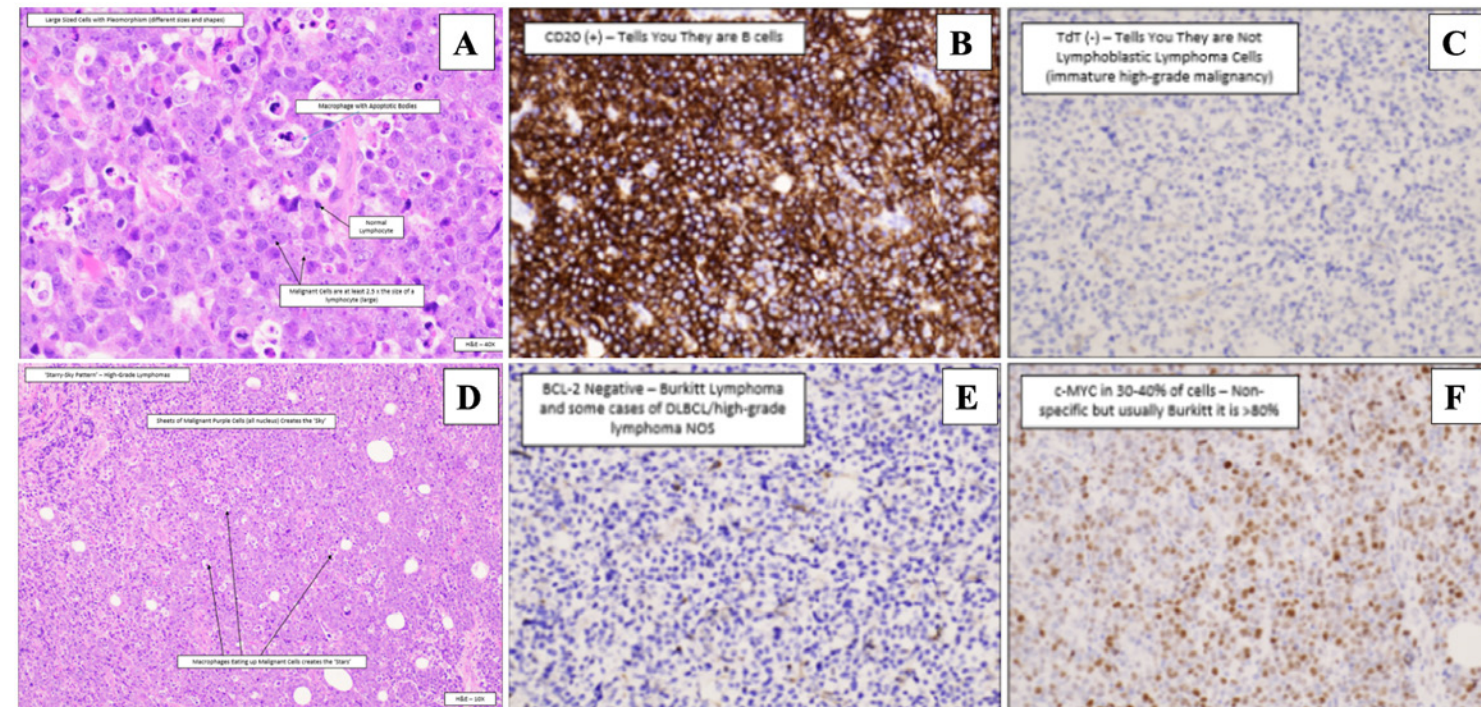 Large Sized Cells with Pleomorphism (different sizes and shapes)
A
Macrophage with Apoptotic Bodies
Normal
Lymphocyte
Malignant Cells are at least 2.5 x the size of a
lymphocyte (large)
H&E – 40X
CD20 (+) – Tells You They are B cells
B
TdT (-) – Tells You They are Not
Lymphoblastic Lymphoma Cells
(immature high-grade malignancy)
C
'Starry-Sky Pattern' – High-Grade Lymphomas
D
Sheets of Malignant Purple Cells (all nucleus) Creates the 'Sky'
Macrophages Eating up Malignant Cells creates the 'Stars'
H&E – 10X
BCL-2 Negative – Burkitt Lymphoma
and some cases of DLBCL/high-grade
lymphoma NOS
E
c-MYC in 30-40% of cells – Non-
specific but usually Burkitt it is >80%
F